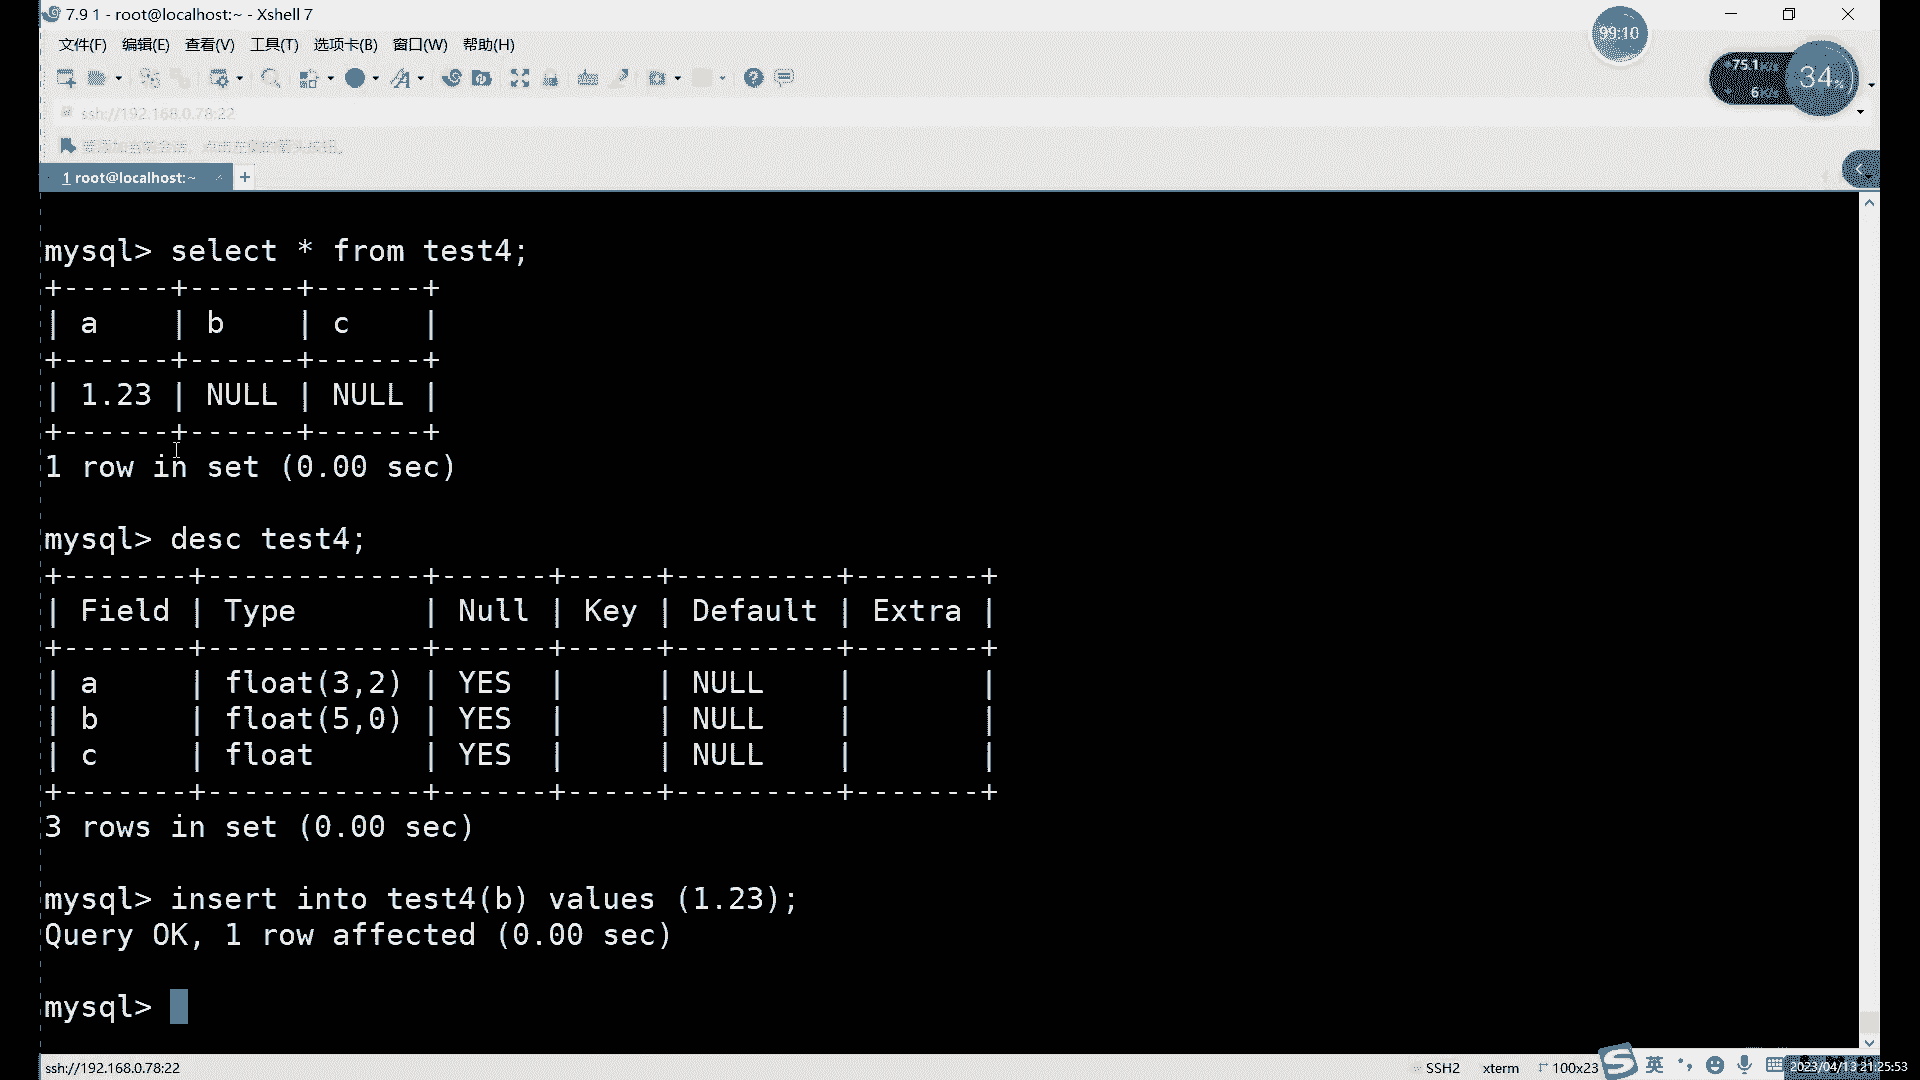 7.9 1 - root@localhost:~ - Xshell 7
99:10
文件(F) 编辑(E) 查看(V) 工具(T) 选项卡(B) 窗口(W) 帮助(H)
75.1K/s
34%
6K/s
ssh://192.168.0.78:22
1 root@localhost:~ +
mysql> select * from test4;
+------+------+------+
| a    | b    | c    |
+------+------+------+
| 1.23 | NULL | NULL |
+------+------+------+
1 row in set (0.00 sec)
mysql> desc test4;
+-------+------------+------+-----+---------+-------+
| Field | Type       | Null | Key | Default | Extra |
+-------+------------+------+-----+---------+-------+
| a     | float(3,2) | YES  |     | NULL    |       |
| b     | float(5,0) | YES  |     | NULL    |       |
| c     | float      | YES  |     | NULL    |       |
+-------+------------+------+-----+---------+-------+
3 rows in set (0.00 sec)
mysql> insert into test4(b) values (1.23);
Query OK, 1 row affected (0.00 sec)
mysql>
ssh://192.168.0.78:22 SSH2 xterm 100x23 英 2023/04/13 21:25:53